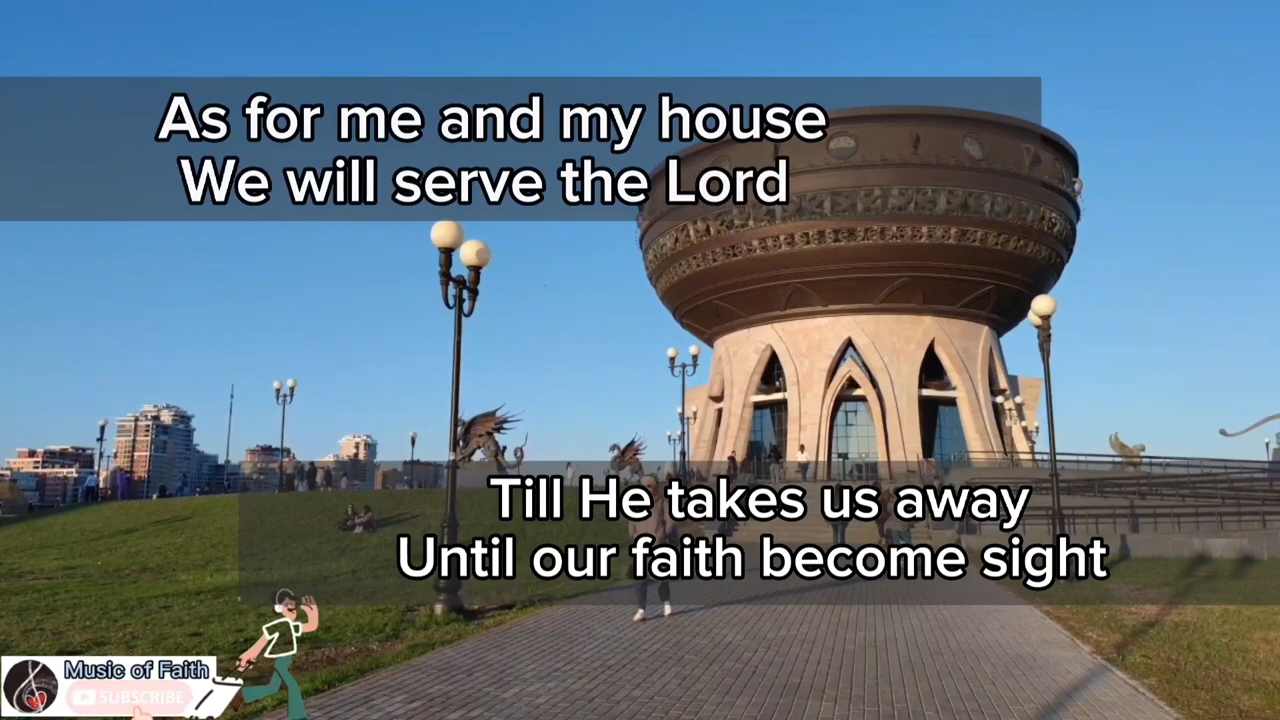 As for me and my house
We will serve the Lord
Till He takes us away
Until our faith become sight
Music of Faith
SUBSCRIBE